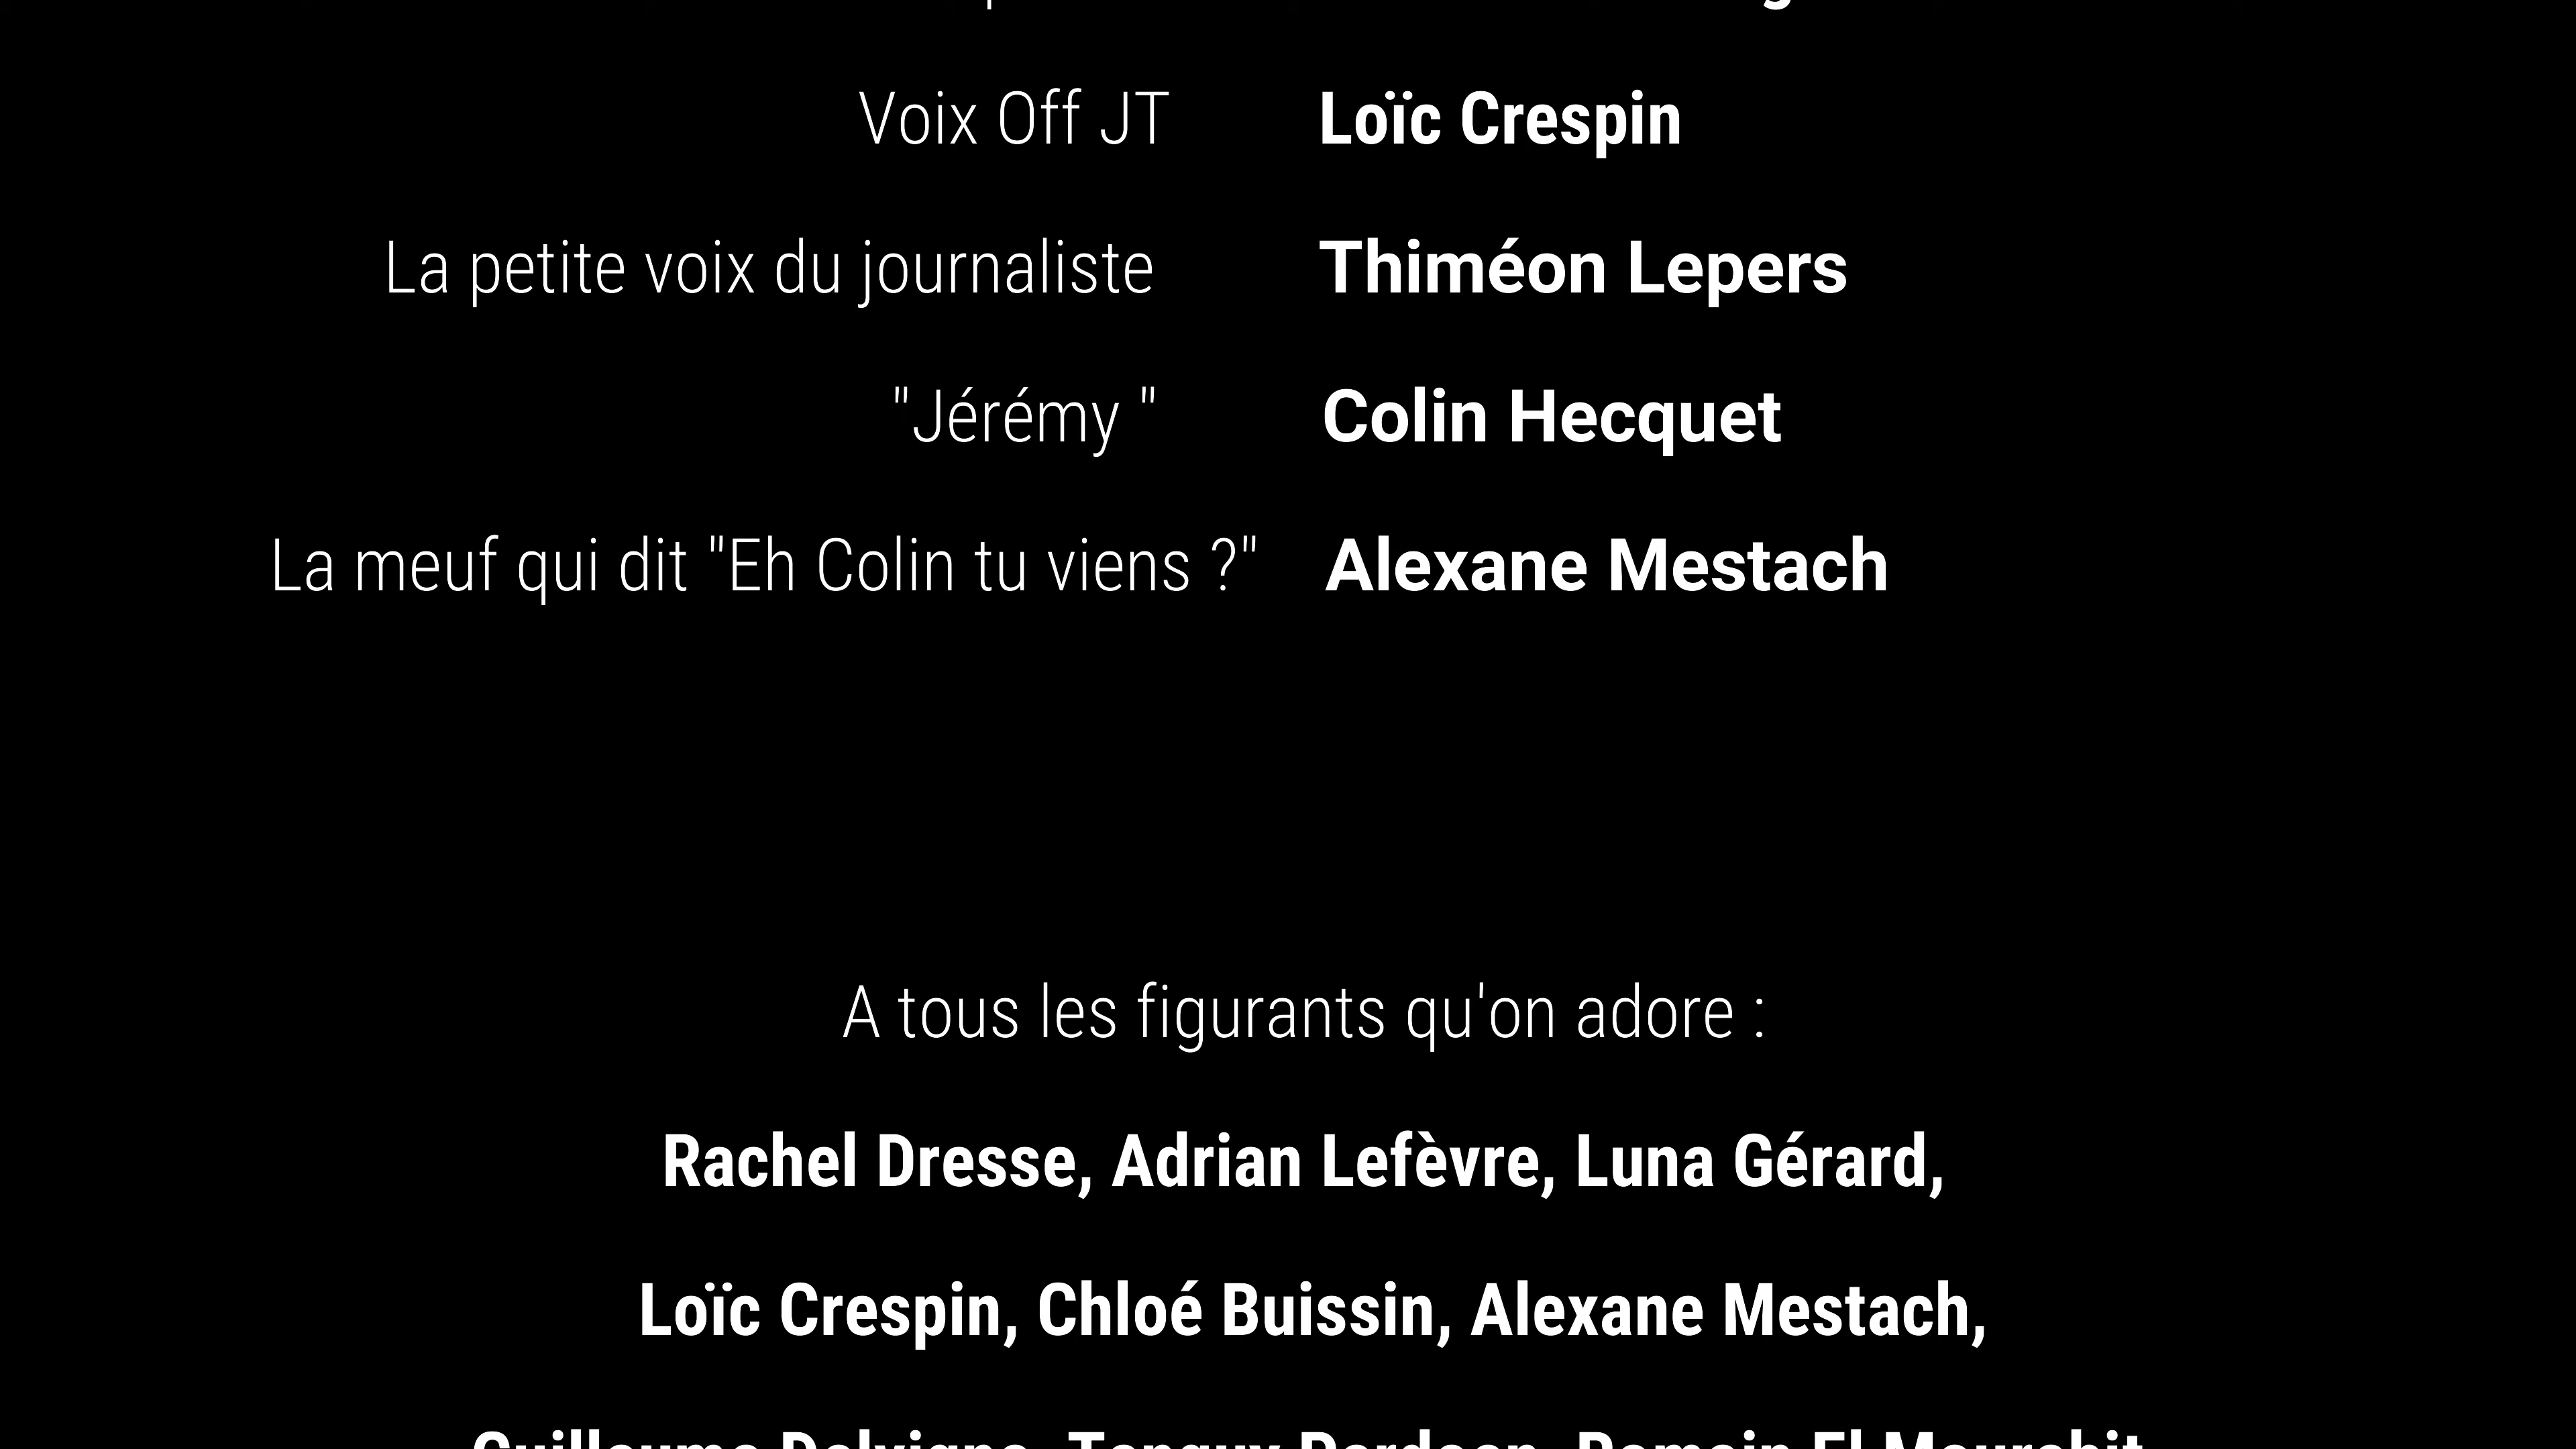 Voix Off JT Loïc Crespin
La petite voix du journaliste Thiméon Lepers
"Jérémy " Colin Hecquet
La meuf qui dit "Eh Colin tu viens ?" Alexane Mestach
A tous les figurants qu'on adore :
Rachel Dresse, Adrian Lefèvre, Luna Gérard,
Loïc Crespin, Chloé Buissin, Alexane Mestach,